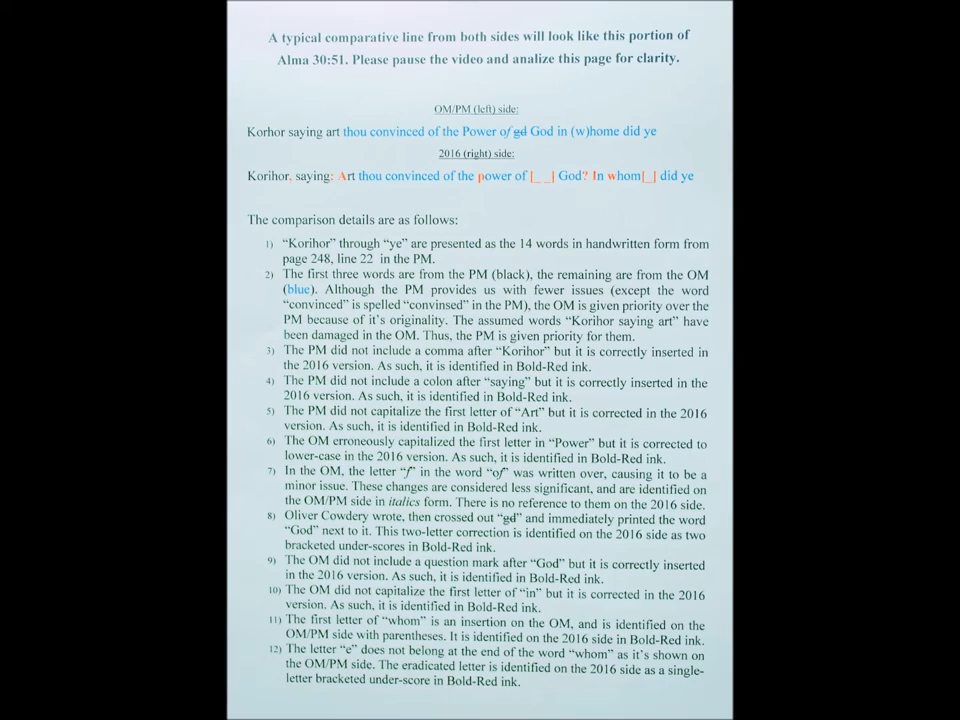 A typical comparative line from both sides will look like this portion of
Alma 30:51. Please pause the video and analize this page for clarity.
OM/PM (left) side:
Korhor saying art thou convinced of the Power of gd God in (w)home did ye
2016 (right) side:
Korihor, saying: Art thou convinced of the power of [_ _] God? In whom[_] did ye
The comparison details are as follows:
1) “Korihor” through “ye” are presented as the 14 words in handwritten form from
page 248, line 22 in the PM.
2) The first three words are from the PM (black), the remaining are from the OM
(blue). Although the PM provides us with fewer issues (except the word
“convinced” is spelled “convinsed” in the PM), the OM is given priority over the
PM because of it’s originality. The assumed words “Korihor saying art” have
been damaged in the OM. Thus, the PM is given priority for them.
3) The PM did not include a comma after “Korihor” but it is correctly inserted in
the 2016 version. As such, it is identified in Bold-Red ink.
4) The PM did not include a colon after “saying” but it is correctly inserted in the
2016 version. As such, it is identified in Bold-Red ink.
5) The PM did not capitalize the first letter of “Art” but it is corrected in the 2016
version. As such, it is identified in Bold-Red ink.
6) The OM erroneously capitalized the first letter in “Power” but it is corrected to
lower-case in the 2016 version. As such, it is identified in Bold-Red ink.
7) In the OM, the letter “f” in the word “of” was written over, causing it to be a
minor issue. These changes are considered less significant, and are identified on
the OM/PM side in italics form. There is no reference to them on the 2016 side.
8) Oliver Cowdery wrote, then crossed out “gd” and immediately printed the word
“God” next to it. This two-letter correction is identified on the 2016 side as two
bracketed under-scores in Bold-Red ink.
9) The OM did not include a question mark after “God” but it is correctly inserted
in the 2016 version. As such, it is identified in Bold-Red ink.
10) The OM did not capitalize the first letter of “in” but it is corrected in the 2016
version. As such, it is identified in Bold-Red ink.
11) The first letter of “whom” is an insertion on the OM, and is identified on the
OM/PM side with parentheses. It is identified on the 2016 side in Bold-Red ink.
12) The letter “e” does not belong at the end of the word “whom” as it’s shown on
the OM/PM side. The eradicated letter is identified on the 2016 side as a single-
letter bracketed under-score in Bold-Red ink.